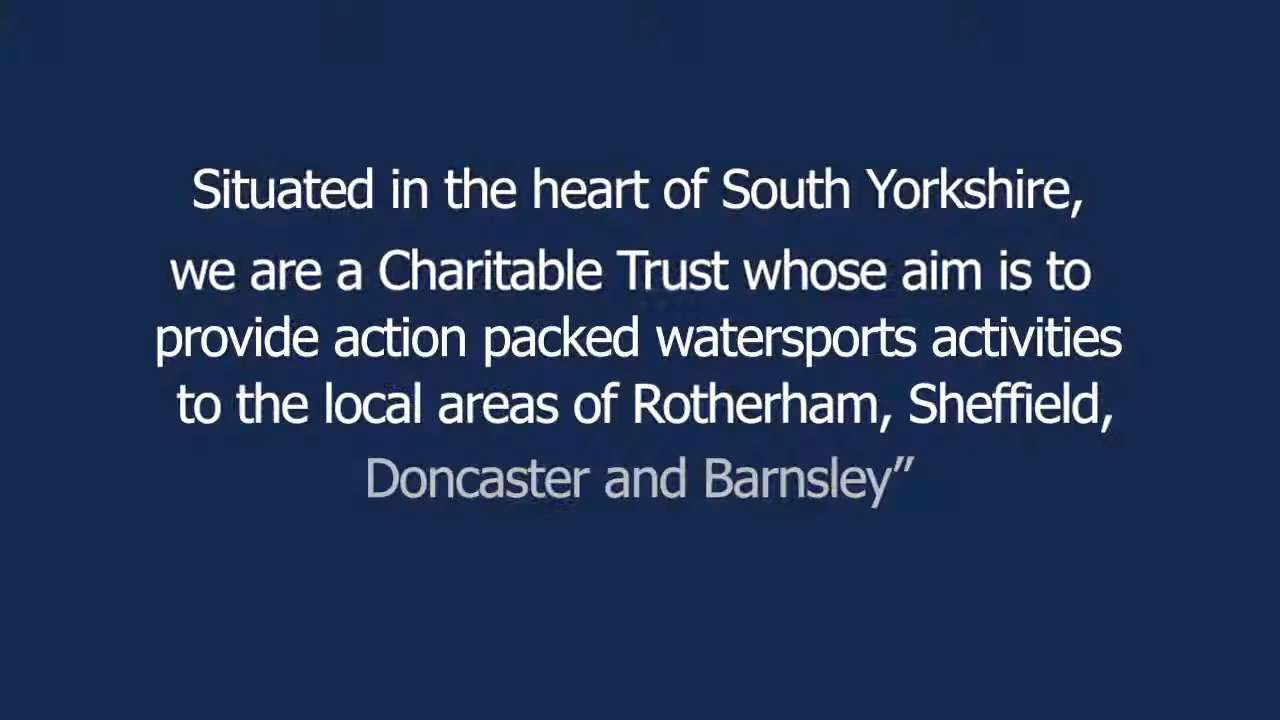 Situated in the heart of South Yorkshire,
we are a Charitable Trust whose aim is to
provide action packed watersports activities
to the local areas of Rotherham, Sheffield,
Doncaster and Barnsley”